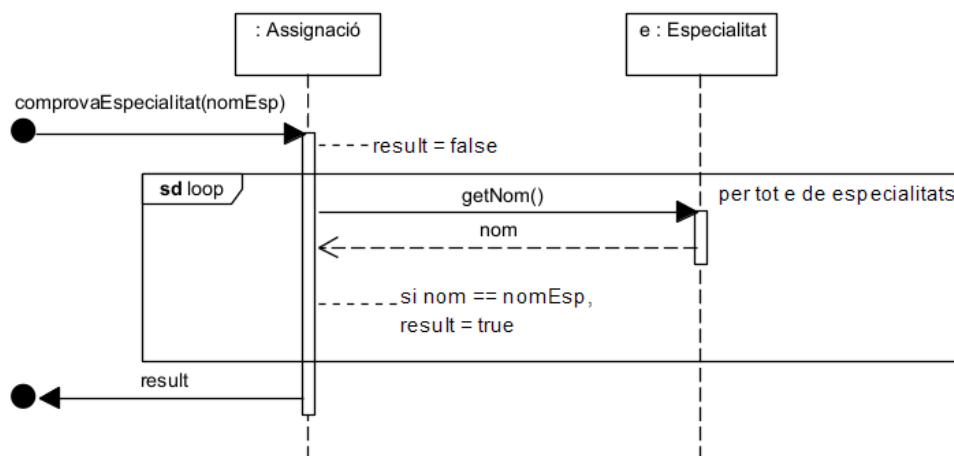 : Assignació
e : Especialitat
comprovaEspecialitat(nomEsp)
result = false
sd loop
per tot e de especialitats
getNom()
nom
si nom == nomEsp,
result = true
result